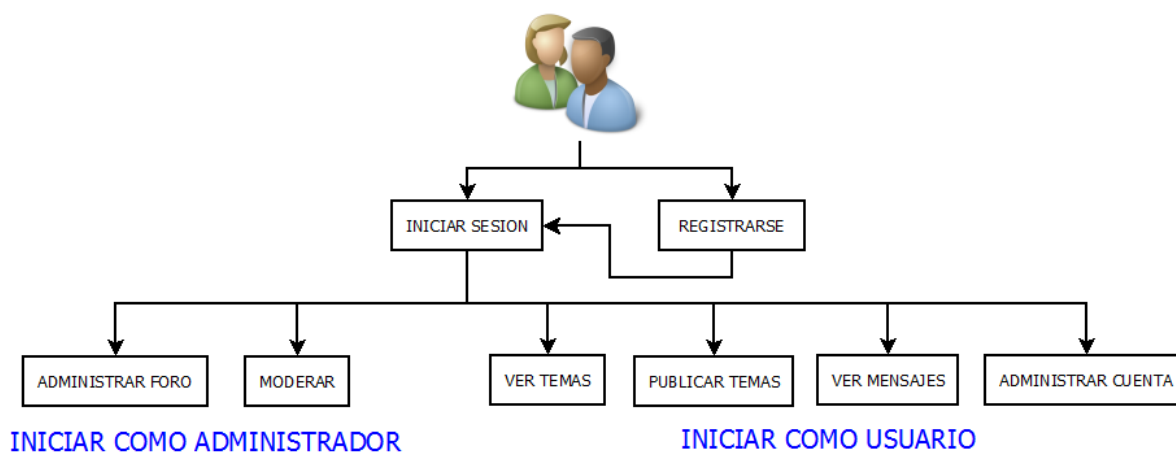 INICIAR SESION
REGISTRARSE
ADMINISTRAR FORO
MODERAR
VER TEMAS
PUBLICAR TEMAS
VER MENSAJES
ADMINISTRAR CUENTA
INICIAR COMO ADMINISTRADOR
INICIAR COMO USUARIO